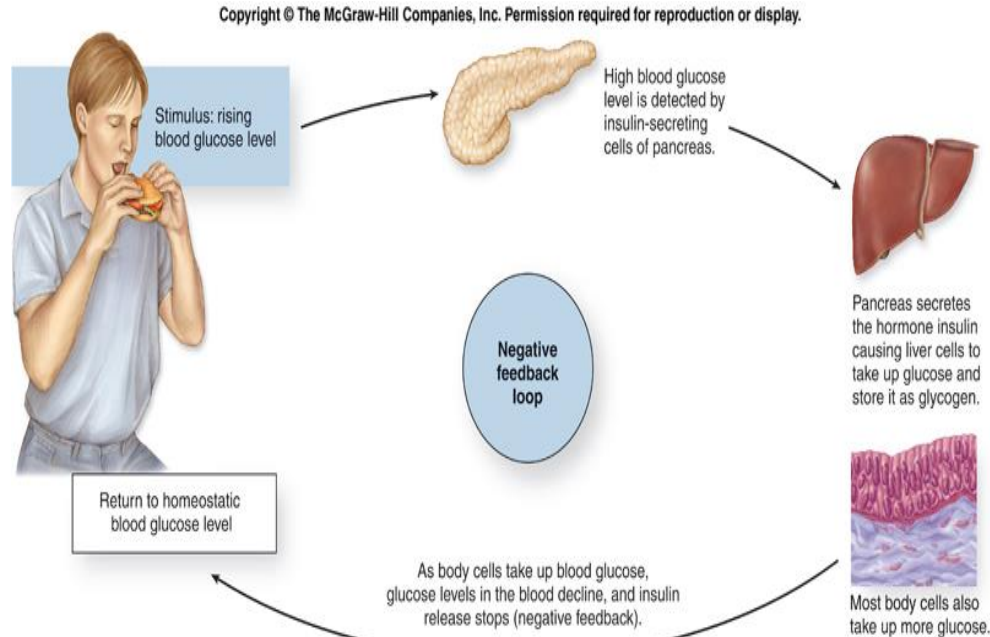 Copyright © The McGraw-Hill Companies, Inc. Permission required for reproduction or display.
Stimulus: rising
blood glucose level
High blood glucose
level is detected by
insulin-secreting
cells of pancreas.
Pancreas secretes
the hormone insulin
causing liver cells to
take up glucose and
store it as glycogen.
Negative
feedback
loop
Most body cells also
take up more glucose.
As body cells take up blood glucose,
glucose levels in the blood decline, and insulin
release stops (negative feedback).
Return to homeostatic
blood glucose level